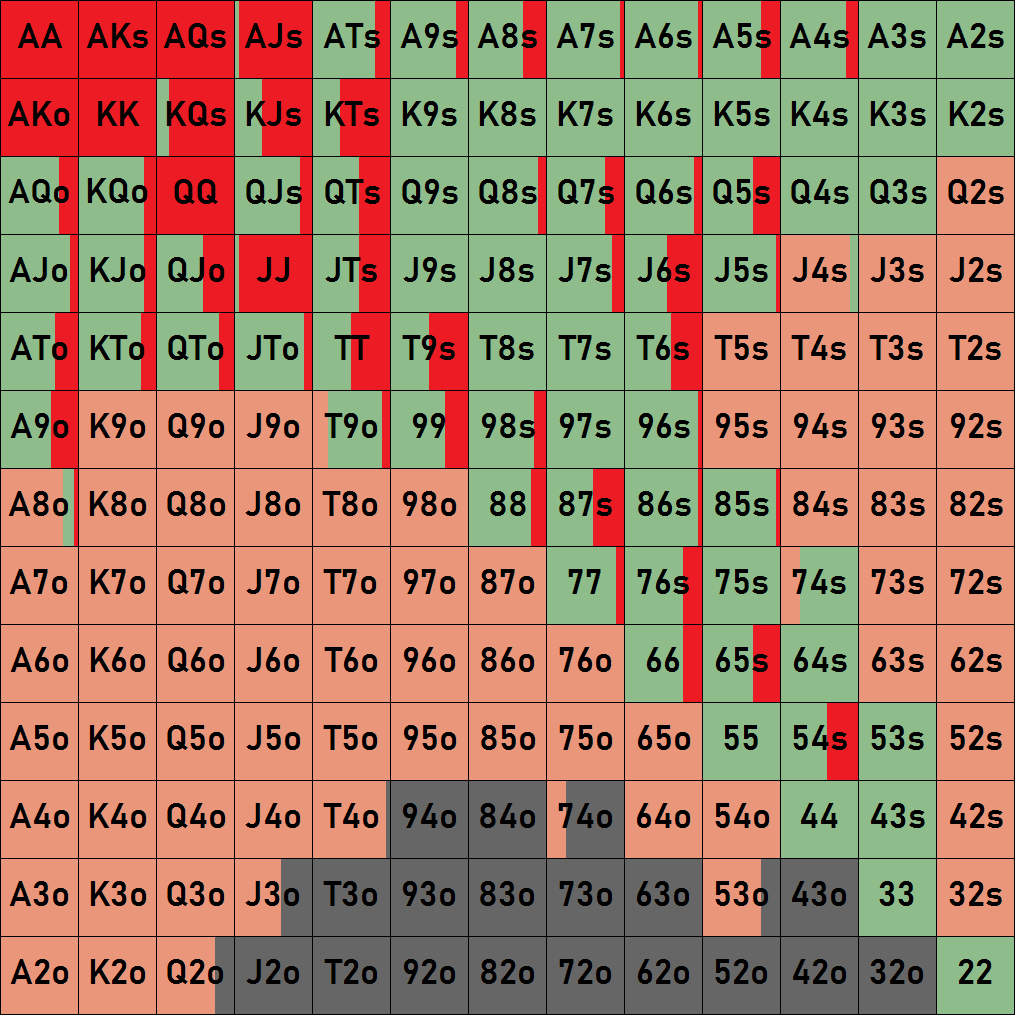 AA AKs AQs AJs ATs A9s A8s A7s A6s A5s A4s A3s A2s
AKo KK KQs KJs KTs K9s K8s K7s K6s K5s K4s K3s K2s
AQo KQo QQ QJs QTs Q9s Q8s Q7s Q6s Q5s Q4s Q3s Q2s
AJo KJo QJo JJ JTs J9s J8s J7s J6s J5s J4s J3s J2s
ATo KTo QTo JTo TT T9s T8s T7s T6s T5s T4s T3s T2s
A9o K9o Q9o J9o T9o 99 98s 97s 96s 95s 94s 93s 92s
A8o K8o Q8o J8o T8o 98o 88 87s 86s 85s 84s 83s 82s
A7o K7o Q7o J7o T7o 97o 87o 77 76s 75s 74s 73s 72s
A6o K6o Q6o J6o T6o 96o 86o 76o 66 65s 64s 63s 62s
A5o K5o Q5o J5o T5o 95o 85o 75o 65o 55 54s 53s 52s
A4o K4o Q4o J4o T4o 94o 84o 74o 64o 54o 44 43s 42s
A3o K3o Q3o J3o T3o 93o 83o 73o 63o 53o 43o 33 32s
A2o K2o Q2o J2o T2o 92o 82o 72o 62o 52o 42o 32o 22